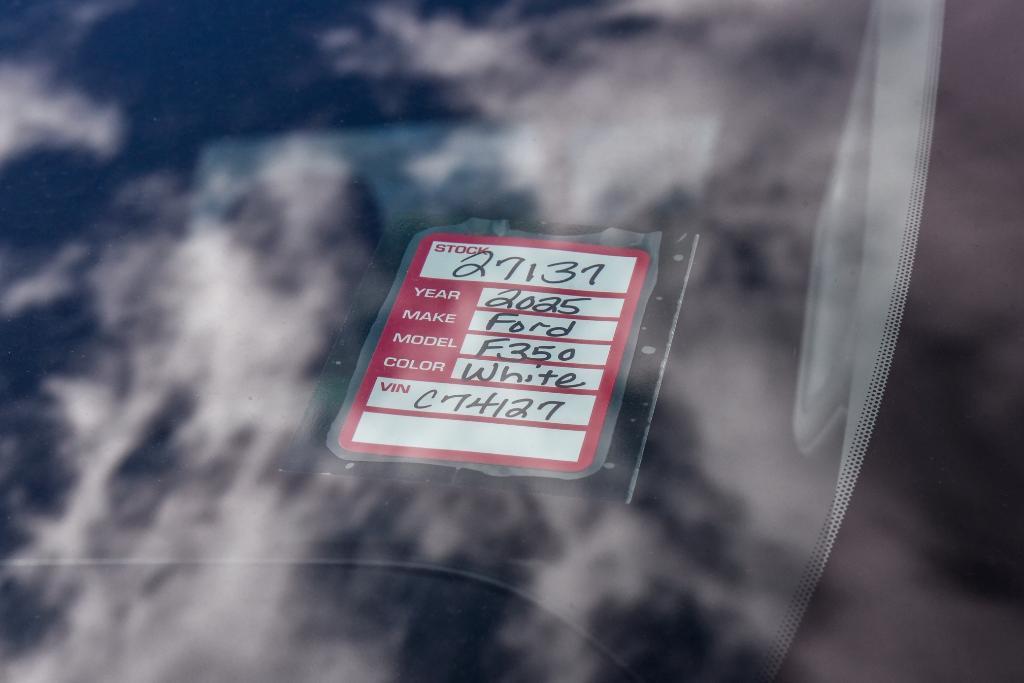 STOCK 27137
YEAR 2025
MAKE Ford
MODEL F350
COLOR White
VIN C74127